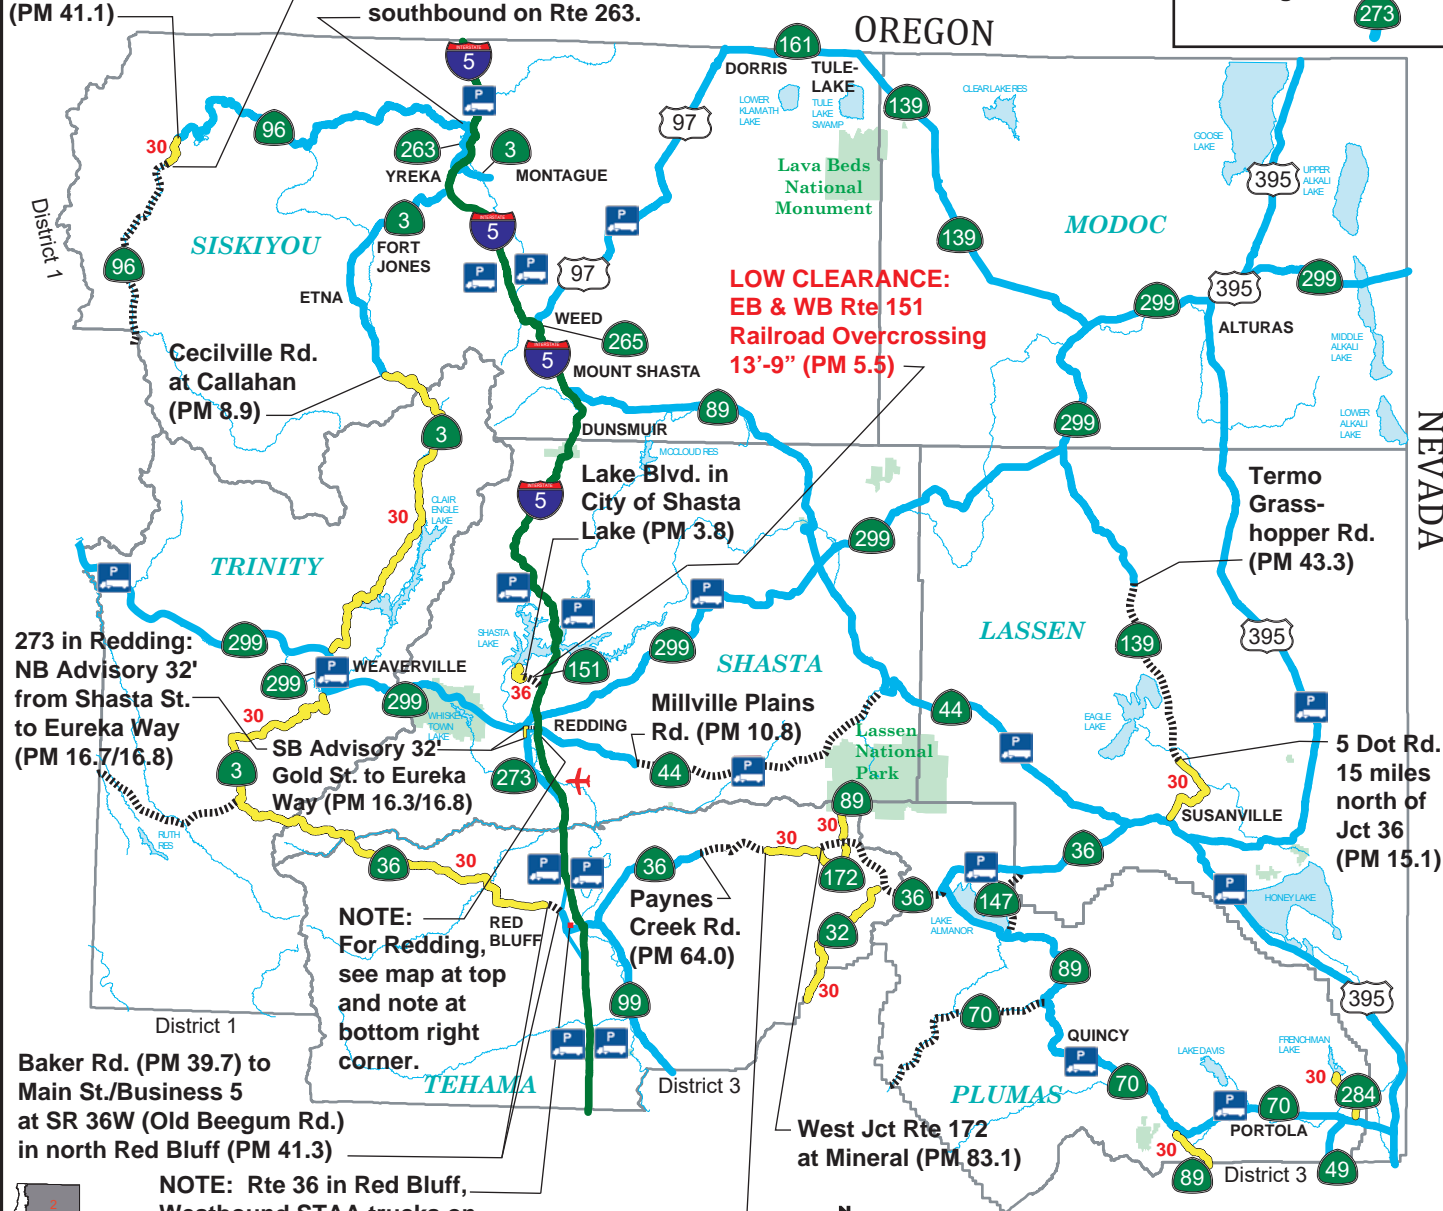 (PM 41.1)
southbound on Rte 263.
273
OREGON
INTERSTATE
5
P
161
DORRIS
TULE-
LAKE
LOWER
KLAMATH
LAKE
TULE
LAKE
SWAMP
139
CLEAR LAKE RES
97
GOOSE
LAKE
395
UPPER
ALKALI
LAKE
96
30
263
3
YREKA
MONTAGUE
Lava Beds
National
Monument
District 1
SISKIYOU
3
FORT
JONES
INTERSTATE
5
P
139
MODOC
96
ETNA
P
P
97
LOW CLEARANCE:
EB & WB Rte 151
Railroad Overcrossing
13'-9" (PM 5.5)
299
395
299
ALTURAS
WEED
265
MIDDLE
ALKALI
LAKE
Cecilville Rd.
at Callahan
(PM 8.9)
INTERSTATE
5
MOUNT SHASTA
89
299
LOWER
ALKALI
LAKE
NEVADA
3
DUNSMUIR
MCCLOUD RES
INTERSTATE
5
Lake Blvd. in
City of Shasta
Lake (PM 3.8)
Termo
Grass-
hopper Rd.
(PM 43.3)
CLAIR
ENGLE
LAKE
30
299
TRINITY
P
P
P
P
273 in Redding:
NB Advisory 32'
from Shasta St.
to Eureka Way
(PM 16.7/16.8)
299
SHASTA
LAKE
299
LASSEN
139
395
299
P
WEAVERVILLE
151
SHASTA
36
299
WHISKEY-
TOWN
LAKE
30
REDDING
Millville Plains
Rd. (PM 10.8)
44
EAGLE
LAKE
P
SB Advisory 32'
Gold St. to Eureka
Way (PM 16.3/16.8)
3
273
44
P
Lassen
National
Park
P
5 Dot Rd.
15 miles
north of
Jct 36
(PM 15.1)
30
SUSANVILLE
89
30
RUTH
RES
36
30
P
P
36
30
172
36
P
36
147
P
HONEY LAKE
NOTE:
For Redding,
see map at top
and note at
bottom right
corner.
RED
BLUFF
Paynes
Creek Rd.
(PM 64.0)
32
30
LAKE
ALMANOR
89
99
395
District 1
70
QUINCY
P
P
P
FRENCHMAN
LAKE
LAKE DAVIS
Baker Rd. (PM 39.7) to
Main St./Business 5
at SR 36W (Old Beegum Rd.)
in north Red Bluff (PM 41.3)
TEHAMA
District 3
PLUMAS
70
P
70
30
284
PORTOLA
West Jct Rte 172
at Mineral (PM 83.1)
30
89
District 3
49
2
NOTE: Rte 36 in Red Bluff,
Westbound STAA trucks on
N